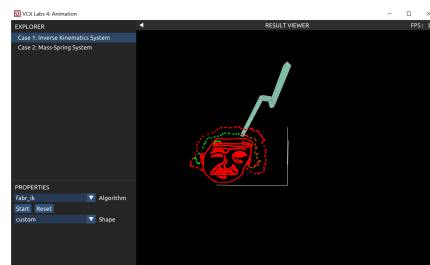 VCX Labs 4: Animation
EXPLORER
Case 1: Inverse Kinematics System
Case 2: Mass-Spring System
RESULT VIEWER
FPS:
PROPERTIES
fabr_ik
Algorithm
Start Reset
custom
Shape